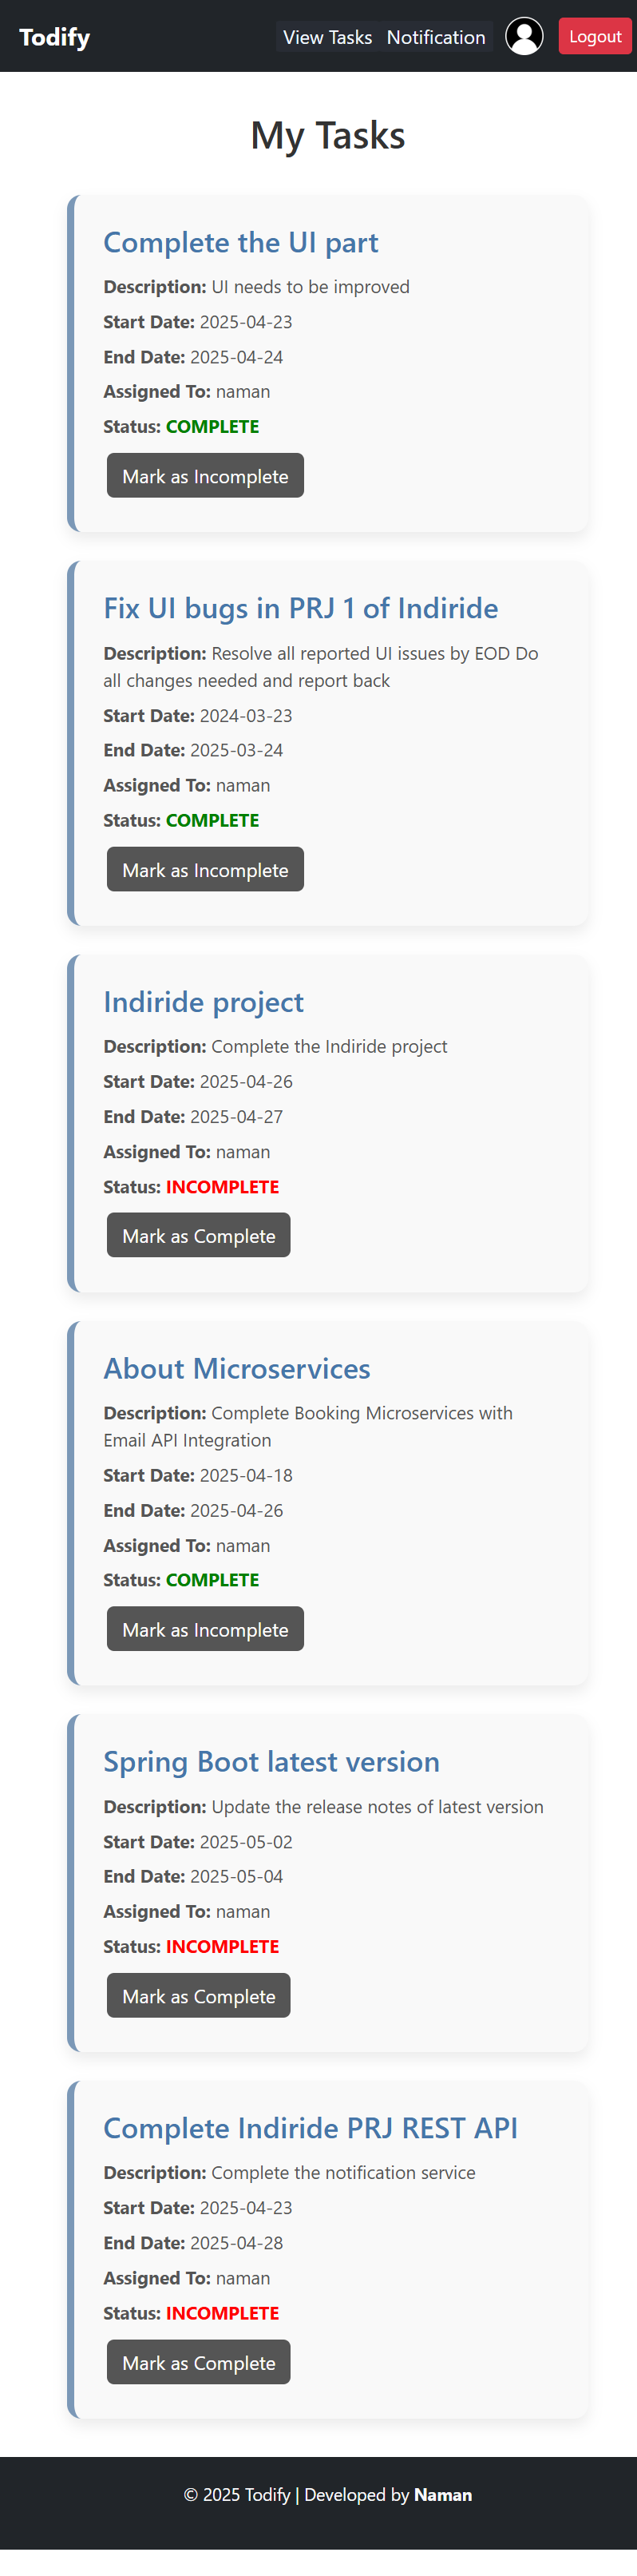 Todify
View Tasks Notification
Logout
My Tasks
Complete the UI part
Description: UI needs to be improved
Start Date: 2025-04-23
End Date: 2025-04-24
Assigned To: naman
Status: COMPLETE
Mark as Incomplete
Fix UI bugs in PRJ 1 of Indiride
Description: Resolve all reported UI issues by EOD Do
all changes needed and report back
Start Date: 2024-03-23
End Date: 2025-03-24
Assigned To: naman
Status: COMPLETE
Mark as Incomplete
Indiride project
Description: Complete the Indiride project
Start Date: 2025-04-26
End Date: 2025-04-27
Assigned To: naman
Status: INCOMPLETE
Mark as Complete
About Microservices
Description: Complete Booking Microservices with
Email API Integration
Start Date: 2025-04-18
End Date: 2025-04-26
Assigned To: naman
Status: COMPLETE
Mark as Incomplete
Spring Boot latest version
Description: Update the release notes of latest version
Start Date: 2025-05-02
End Date: 2025-05-04
Assigned To: naman
Status: INCOMPLETE
Mark as Complete
Complete Indiride PRJ REST API
Description: Complete the notification service
Start Date: 2025-04-23
End Date: 2025-04-28
Assigned To: naman
Status: INCOMPLETE
Mark as Complete
© 2025 Todify | Developed by Naman